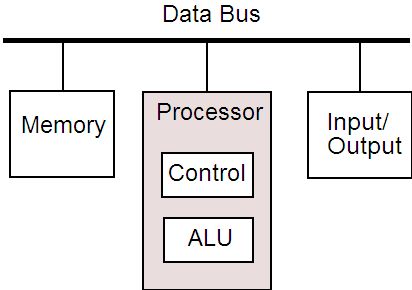 Data Bus
Memory
Processor
Control
ALU
Input/
Output